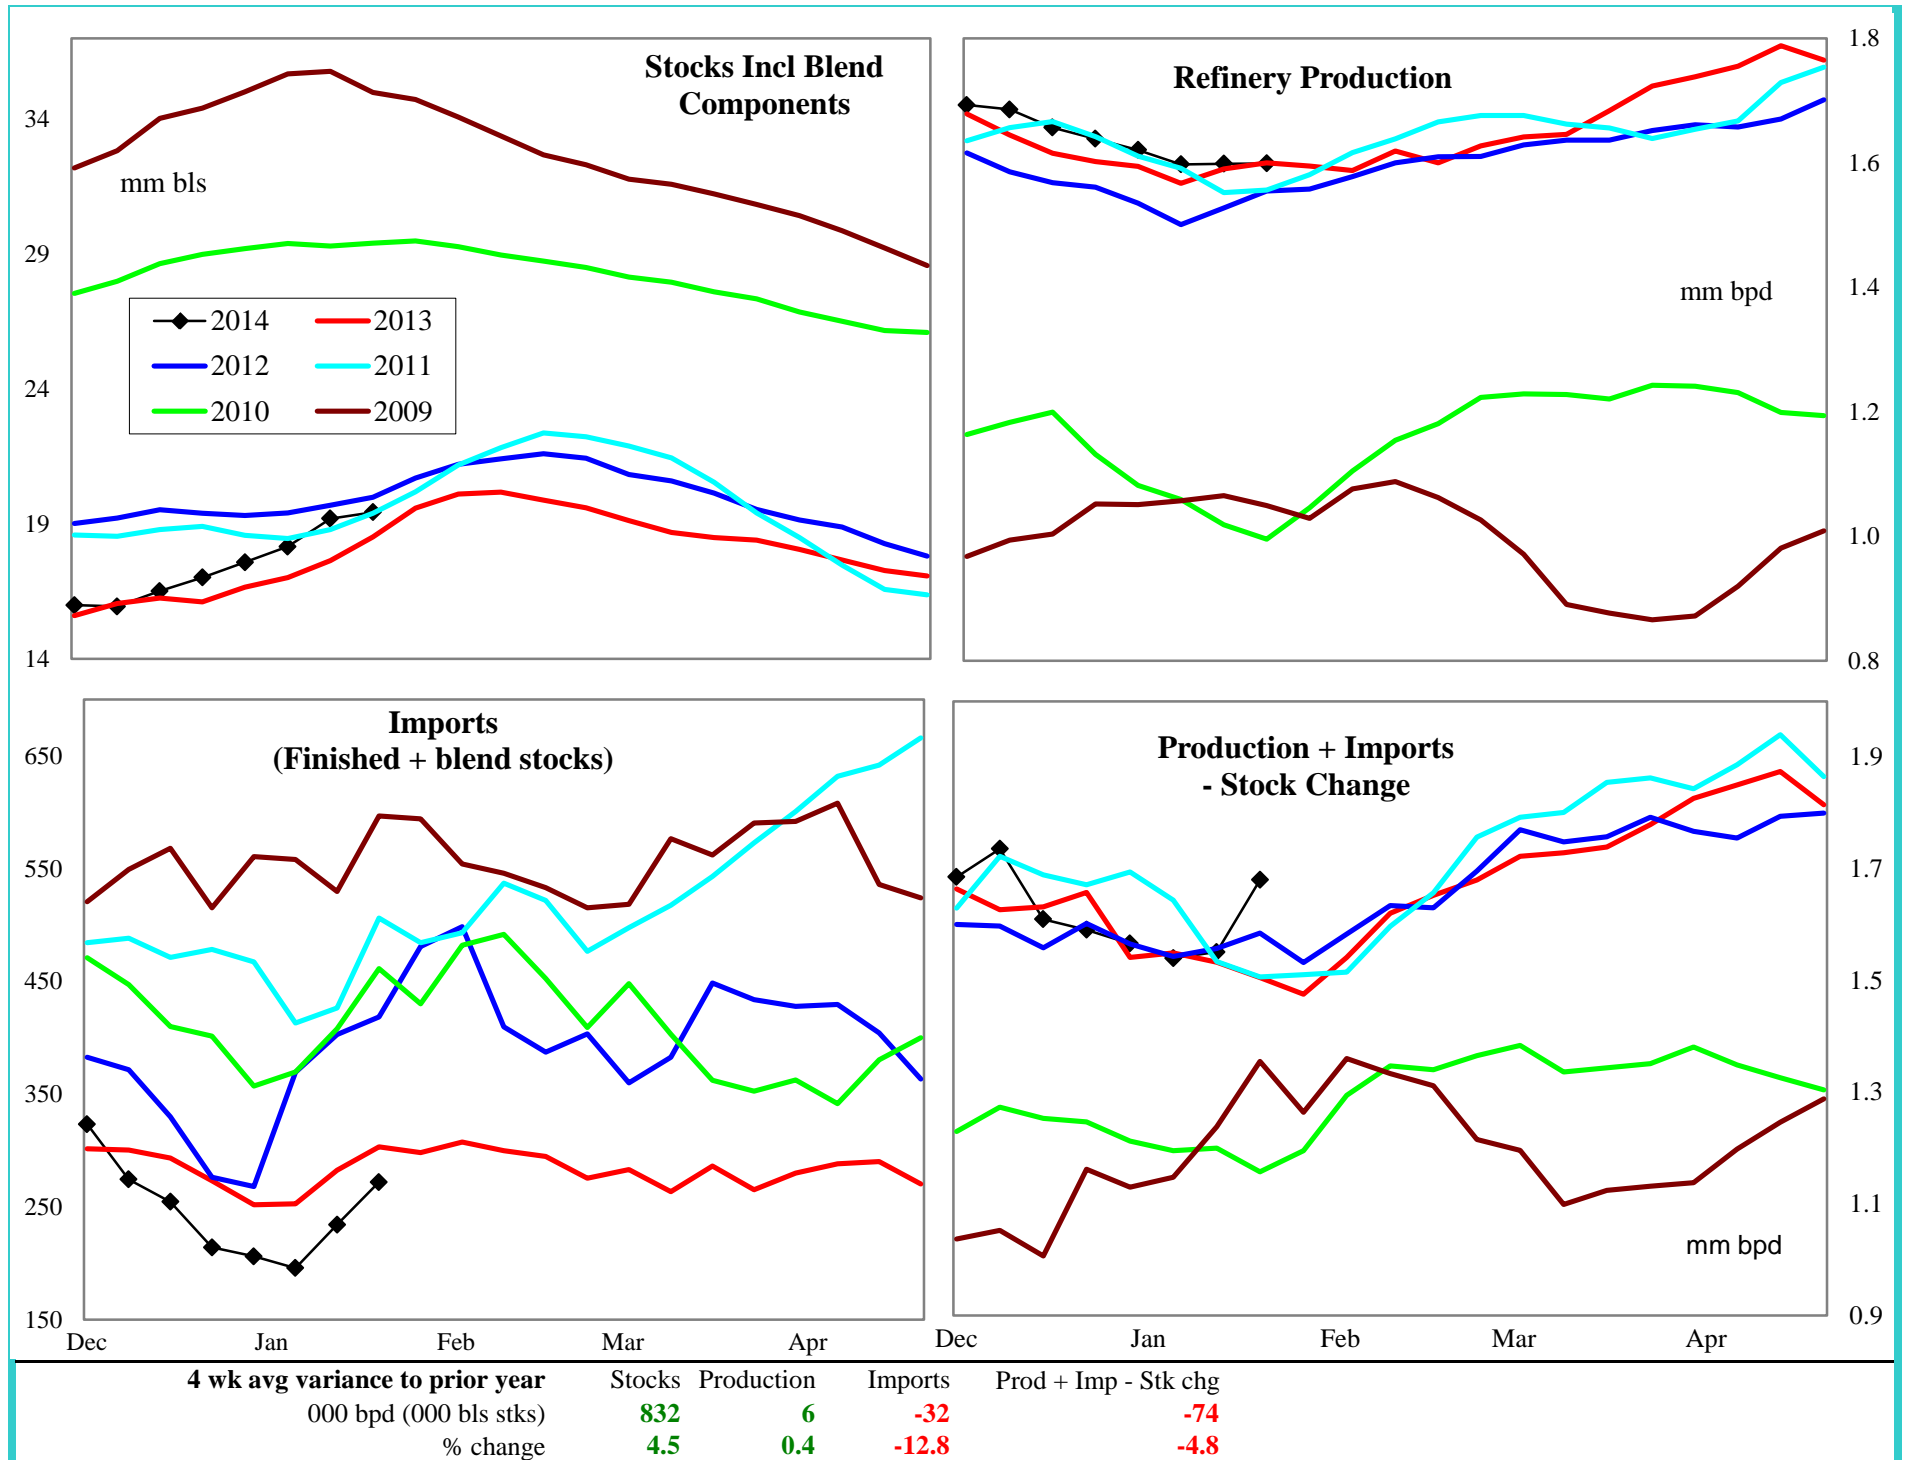 Stocks Incl Blend
Components
34
mm bls
29
2014 2013
2012 2011
2010 2009
24
19
14
Refinery Production
1.8
1.6
mm bpd
1.4
1.2
1.0
0.8
Imports
(Finished + blend stocks)
650
550
450
350
250
150
Dec Jan Feb Mar Apr
Production + Imports
- Stock Change
1.9
1.7
1.5
1.3
1.1
mm bpd
0.9
Dec Jan Feb Mar Apr
4 wk avg variance to prior year Stocks Production Imports Prod + Imp - Stk chg
000 bpd (000 bls stks) 832 6 -32 -74
% change 4.5 0.4 -12.8 -4.8